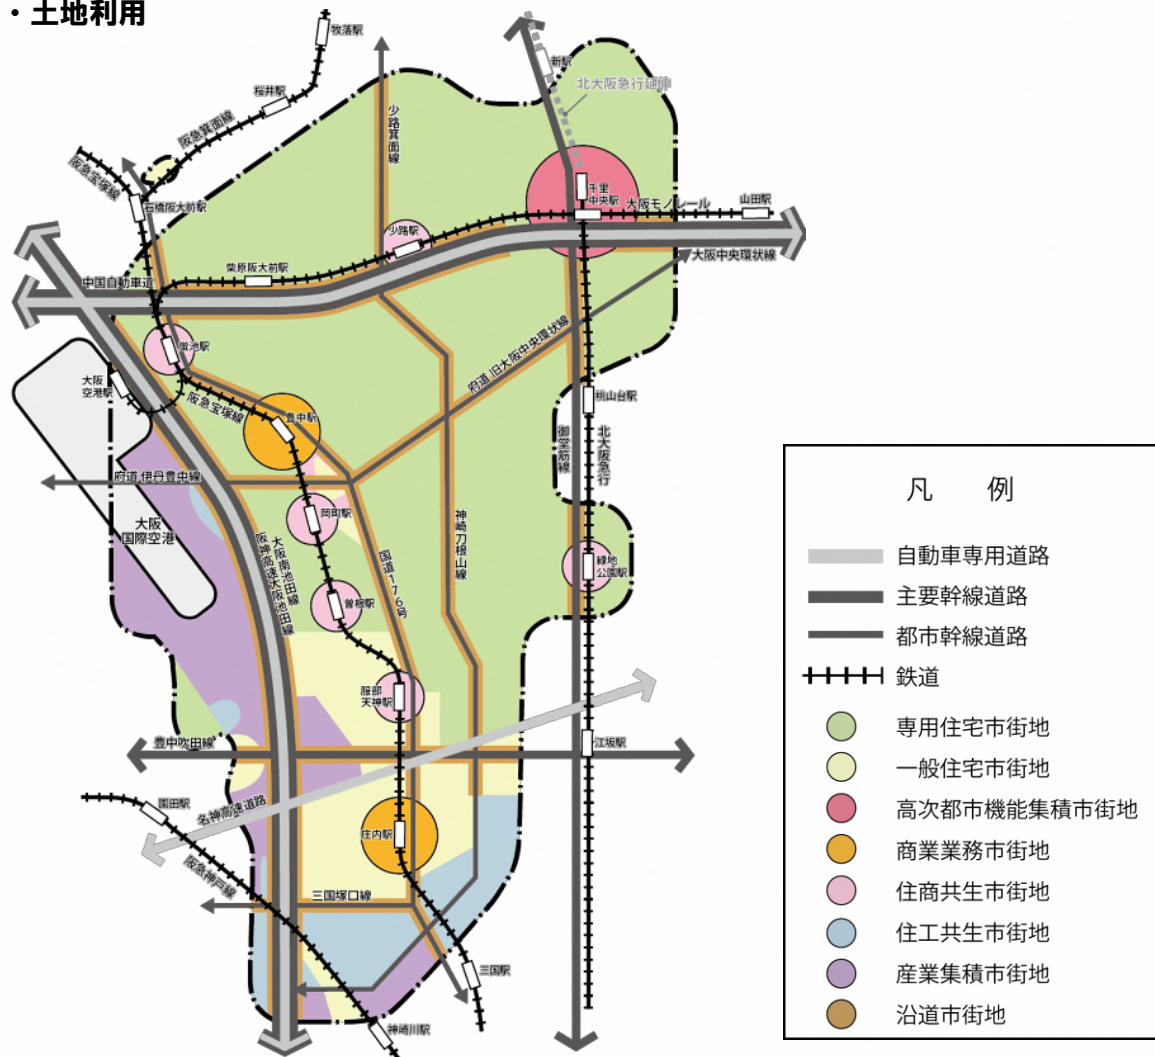 ・土地利用
牧落駅
新駅
北大阪急行延伸
桜井駅
阪急箕面線
少路箕面線
阪急宝塚線
石橋阪大前駅
千里
中央駅
大阪モノレール
山田駅
少路駅
柴原阪大前駅
大阪中央環状線
中国自動車道
蛍池駅
府道 旧大阪中央環状線
大阪
空港駅
阪急宝塚線
豊中駅
桃山台駅
御堂筋線
北大阪急行
府道 伊丹豊中線
岡町駅
大阪
国際空港
神崎刀根山線
大阪南池田線
阪神高速大阪池田線
国道176号
緑地
公園駅
曽根駅
服部
天神駅
豊中吹田線
江坂駅
園田駅
名神高速道路
庄内駅
阪急神戸線
三国塚口線
三国駅
神崎川駅
凡　例
自動車専用道路
主要幹線道路
都市幹線道路
鉄道
専用住宅市街地
一般住宅市街地
高次都市機能集積市街地
商業業務市街地
住商共生市街地
住工共生市街地
産業集積市街地
沿道市街地